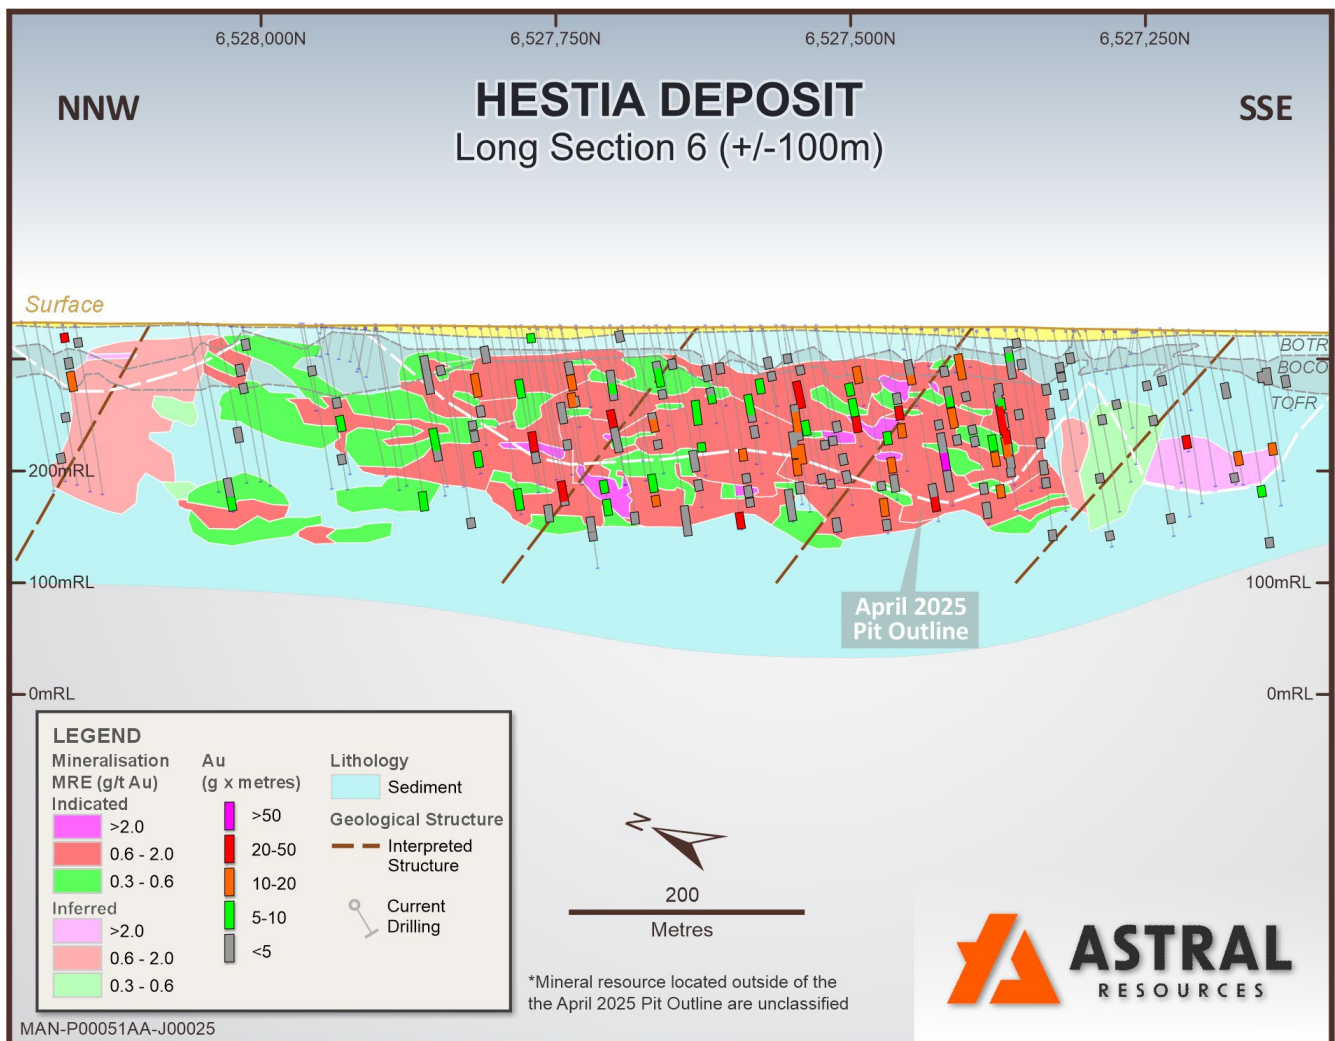 6,528,000N
6,527,750N
6,527,500N
6,527,250N
NNW
HESTIA DEPOSIT
SSE
Long Section 6 (+/-100m)
Surface
BOTR
BOCO
TOFR
200mRL
100mRL
100mRL
April 2025
Pit Outline
0mRL
0mRL
LEGEND
Mineralisation
MRE (g/t Au)
Indicated
>2.0
0.6 - 2.0
0.3 - 0.6
Inferred
>2.0
0.6 - 2.0
0.3 - 0.6
Au
(g x metres)
>50
20-50
10-20
5-10
<5
Lithology
Sediment
Geological Structure
Interpreted
Structure
Current
Drilling
N
200
Metres
*Mineral resource located outside of the
the April 2025 Pit Outline are unclassified
ASTRAL
RESOURCES
MAN-P00051AA-J00025